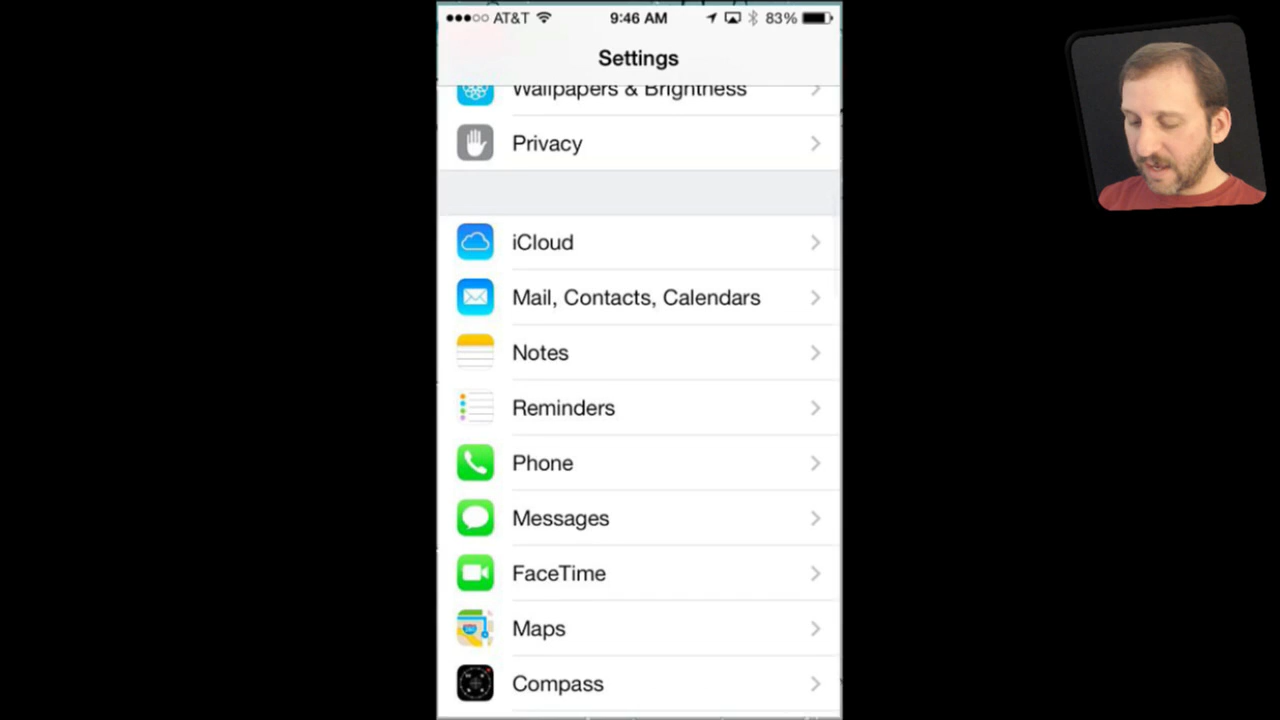 AT&T 9:46 AM 83%
Settings
Wallpapers & Brightness
Privacy
iCloud
Mail, Contacts, Calendars
Notes
Reminders
Phone
Messages
FaceTime
Maps
Compass